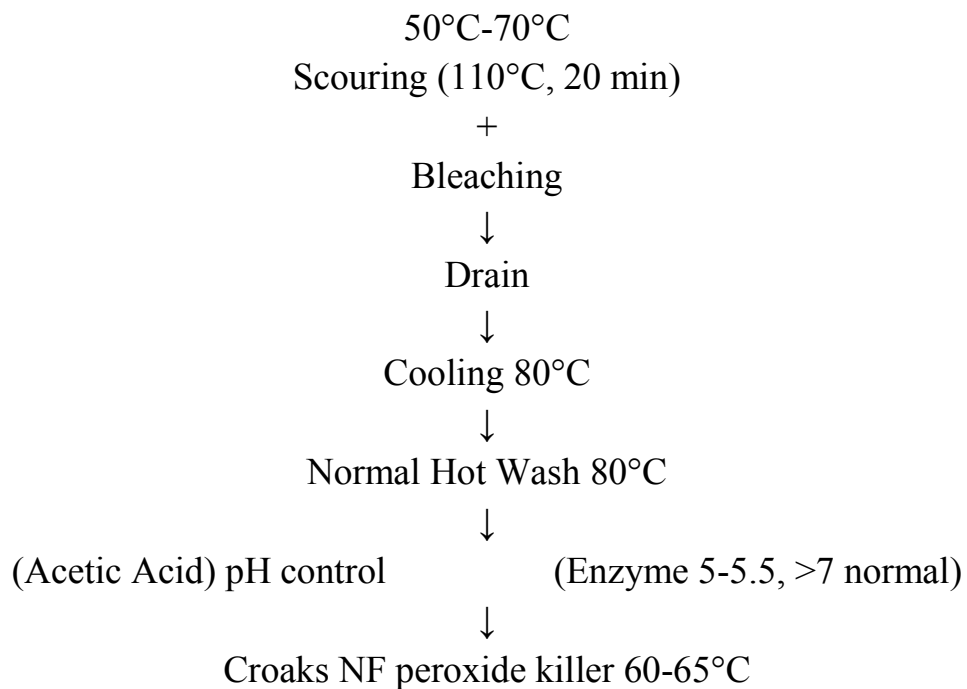 50°C-70°C
Scouring (110°C, 20 min)
+
Bleaching
↓
Drain
↓
Cooling 80°C
↓
Normal Hot Wash 80°C
↓
(Acetic Acid) pH control (Enzyme 5-5.5, >7 normal)
↓
Croaks NF peroxide killer 60-65°C